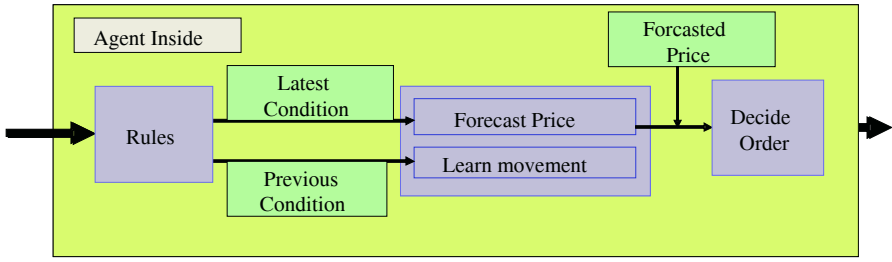 Agent Inside
Forcasted
Price
Latest
Condition
Rules
Forecast Price
Learn movement
Decide
Order
Previous
Condition